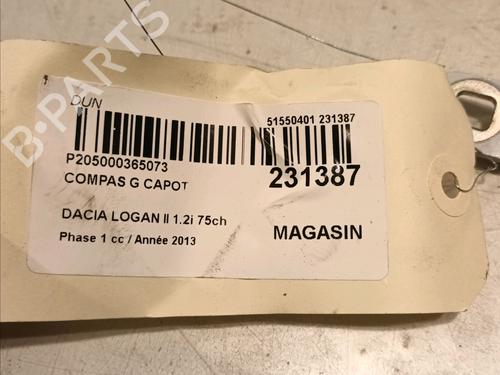 DUN
51550401 231387
P205000365073
231387
COMPAS G CAPOT
DACIA LOGAN II 1.2i 75ch
Phase 1 cc / Année 2013
MAGASIN
B-PARTS